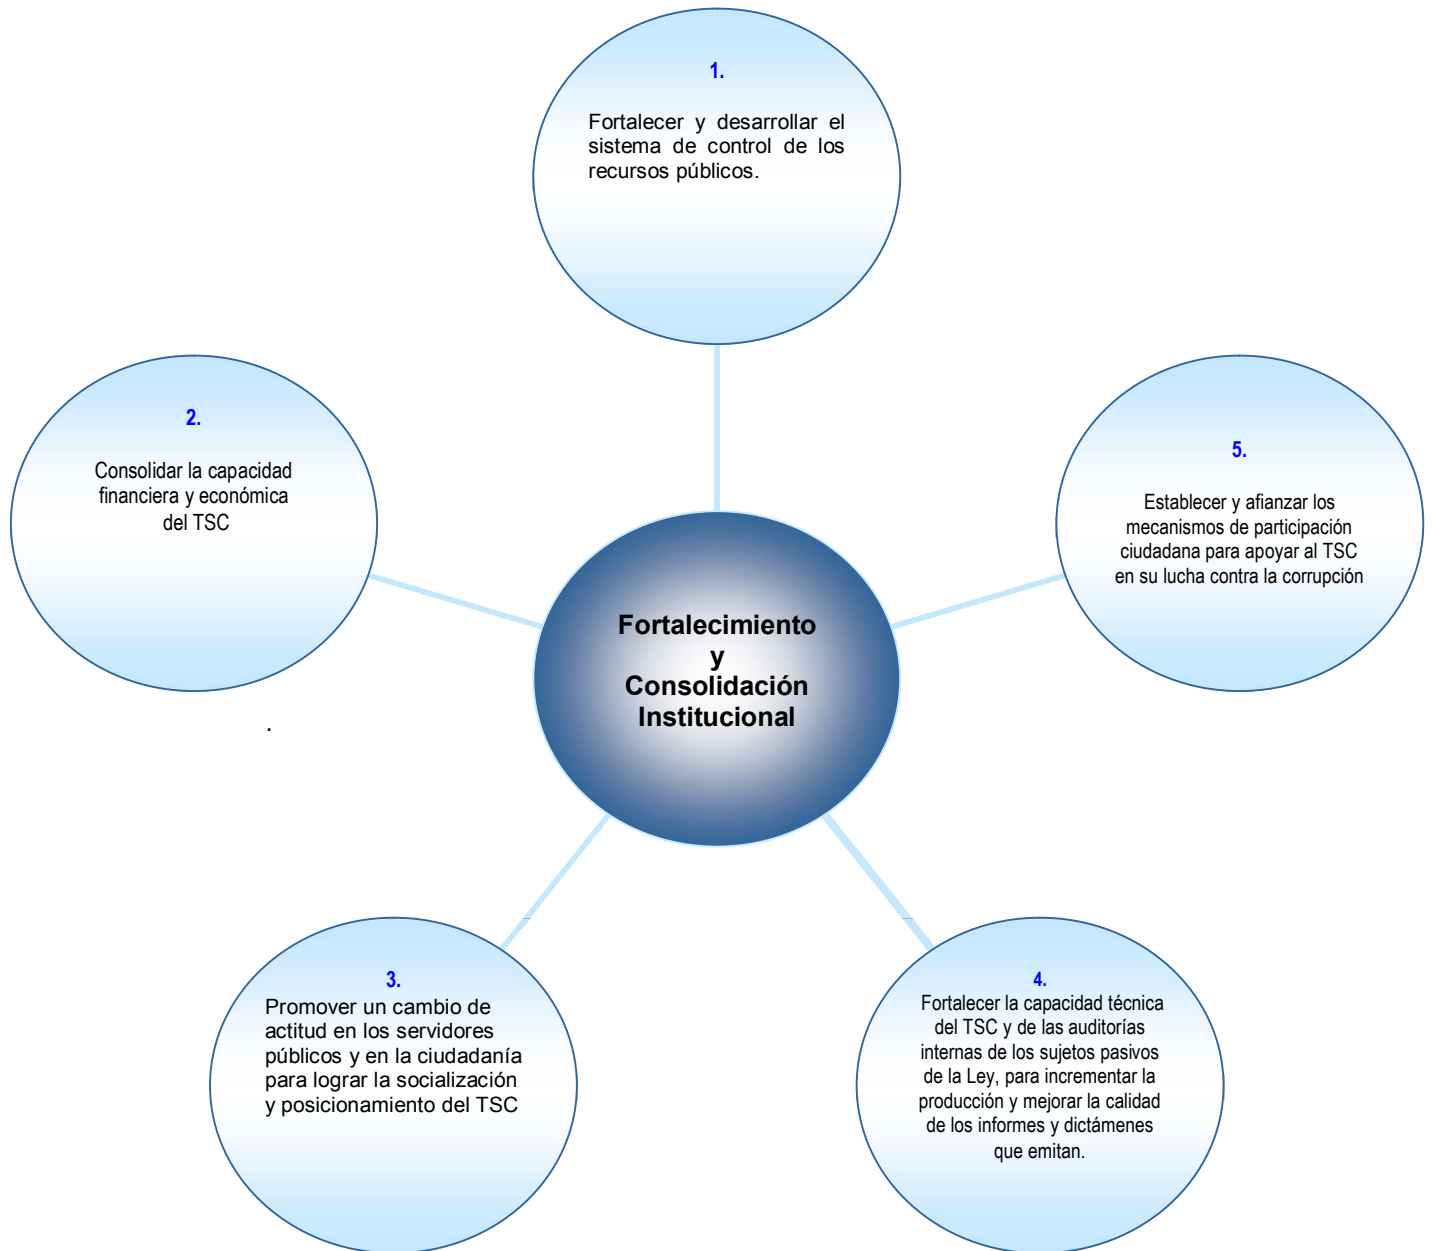 1.
Fortalecer y desarrollar el
sistema de control de los
recursos públicos.
2.
Consolidar la capacidad
financiera y económica
del TSC
.
5.
Establecer y afianzar los
mecanismos de participación
ciudadana para apoyar al TSC
en su lucha contra la corrupción
Fortalecimiento
y
Consolidación
Institucional
3.
Promover un cambio de
actitud en los servidores
públicos y en la ciudadanía
para lograr la socialización
y posicionamiento del TSC
4.
Fortalecer la capacidad técnica
del TSC y de las auditorías
internas de los sujetos pasivos
de la Ley, para incrementar la
producción y mejorar la calidad
de los informes y dictámenes
que emitan.